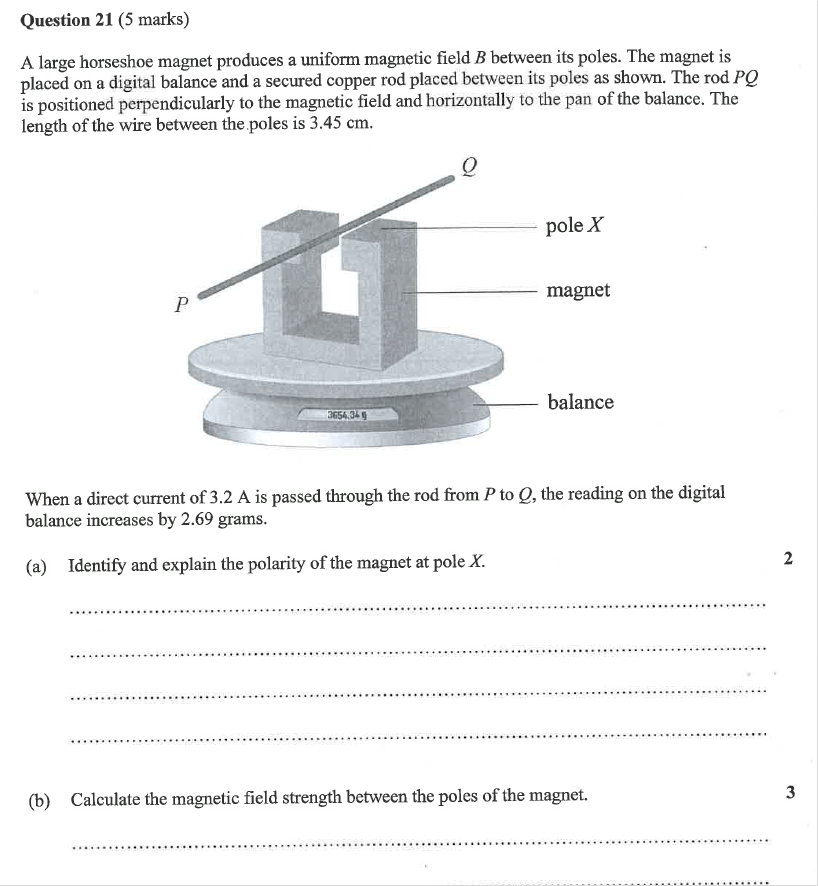 Question 21 (5 marks)
A large horseshoe magnet produces a uniform magnetic field B between its poles. The magnet is
placed on a digital balance and a secured copper rod placed between its poles as shown. The rod PQ
is positioned perpendicularly to the magnetic field and horizontally to the pan of the balance. The
length of the wire between the poles is 3.45 cm.
Q
pole X
magnet
P
balance
3654.34 g
When a direct current of 3.2 A is passed through the rod from P to Q, the reading on the digital
balance increases by 2.69 grams.
(a) Identify and explain the polarity of the magnet at pole X. 2
(b) Calculate the magnetic field strength between the poles of the magnet. 3